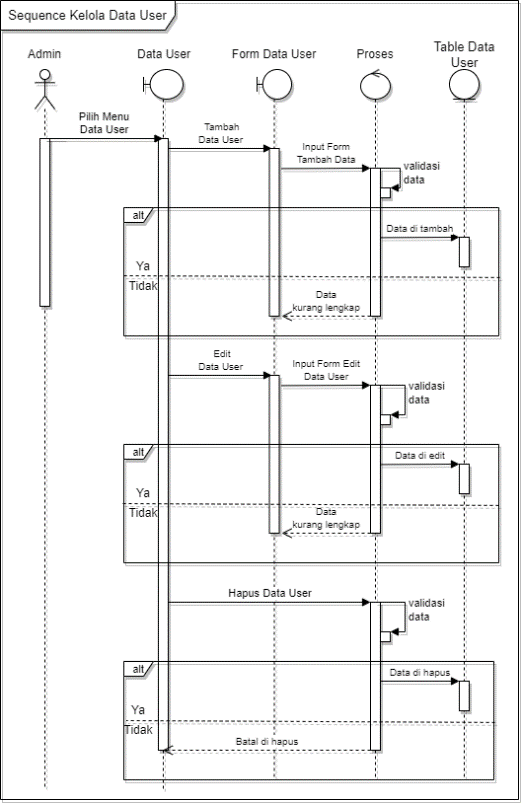 Sequence Kelola Data User
Admin
Data User
Form Data User
Proses
Table Data
User
Pilih Menu
Data User
Tambah
Data User
Input Form
Tambah Data
validasi
data
alt
Data di tambah
Ya
Tidak
Data
kurang lengkap
Edit
Data User
Input Form Edit
Data User
validasi
data
alt
Data di edit
Ya
Tidak
Data
kurang lengkap
Hapus Data User
validasi
data
alt
Data di hapus
Ya
Tidak
Batal di hapus